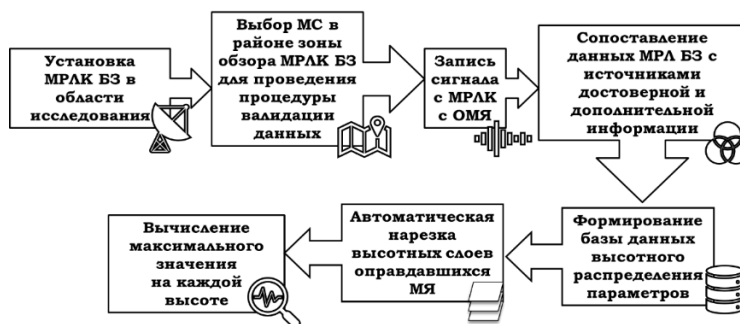 Установка
МРЛК БЗ в
области
исследования
Выбор МС в
районе зоны
обзора МРЛК БЗ
для проведения
процедуры
валидации
данных
Запись
сигнала
с МРЛК
с ОМЯ
Сопоставление
данных МРЛ БЗ с
источниками
достоверной и
дополнительной
информации
Формирование
базы данных
высотного
распределения
параметров
Автоматическая
нарезка
высотных слоев
оправдавшихся
МЯ
Вычисление
максимального
значения
на каждой
высоте